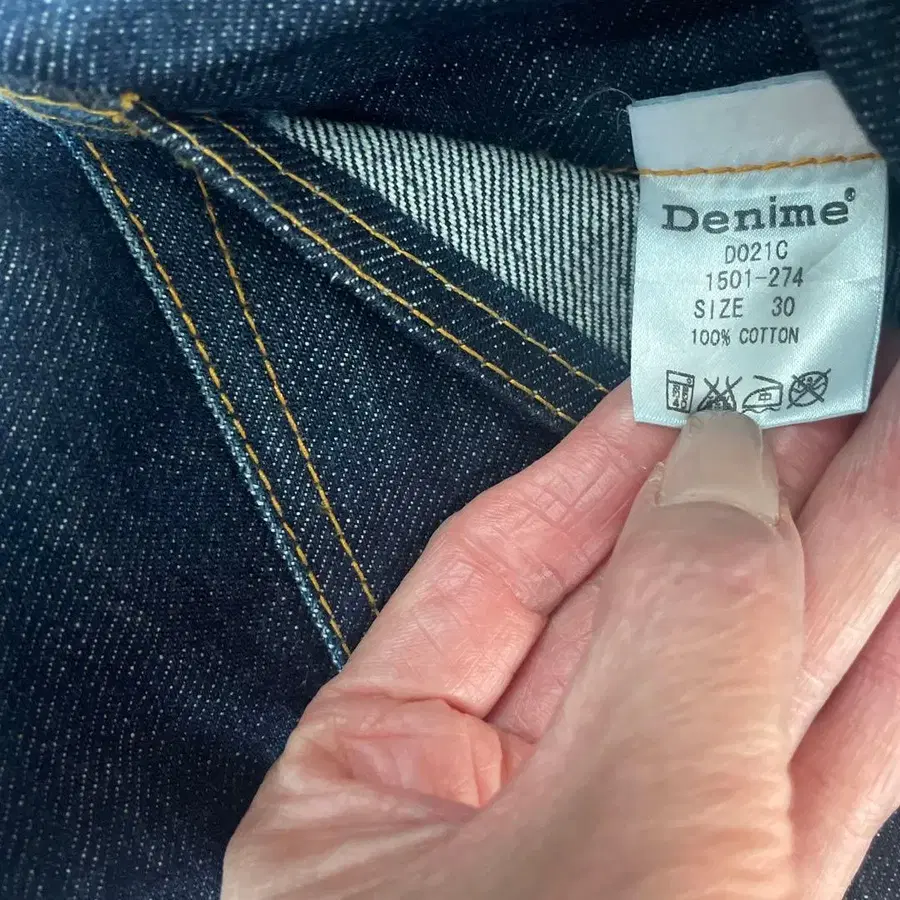 Denime®
D021C
1501-274
SIZE 30
100% COTTON